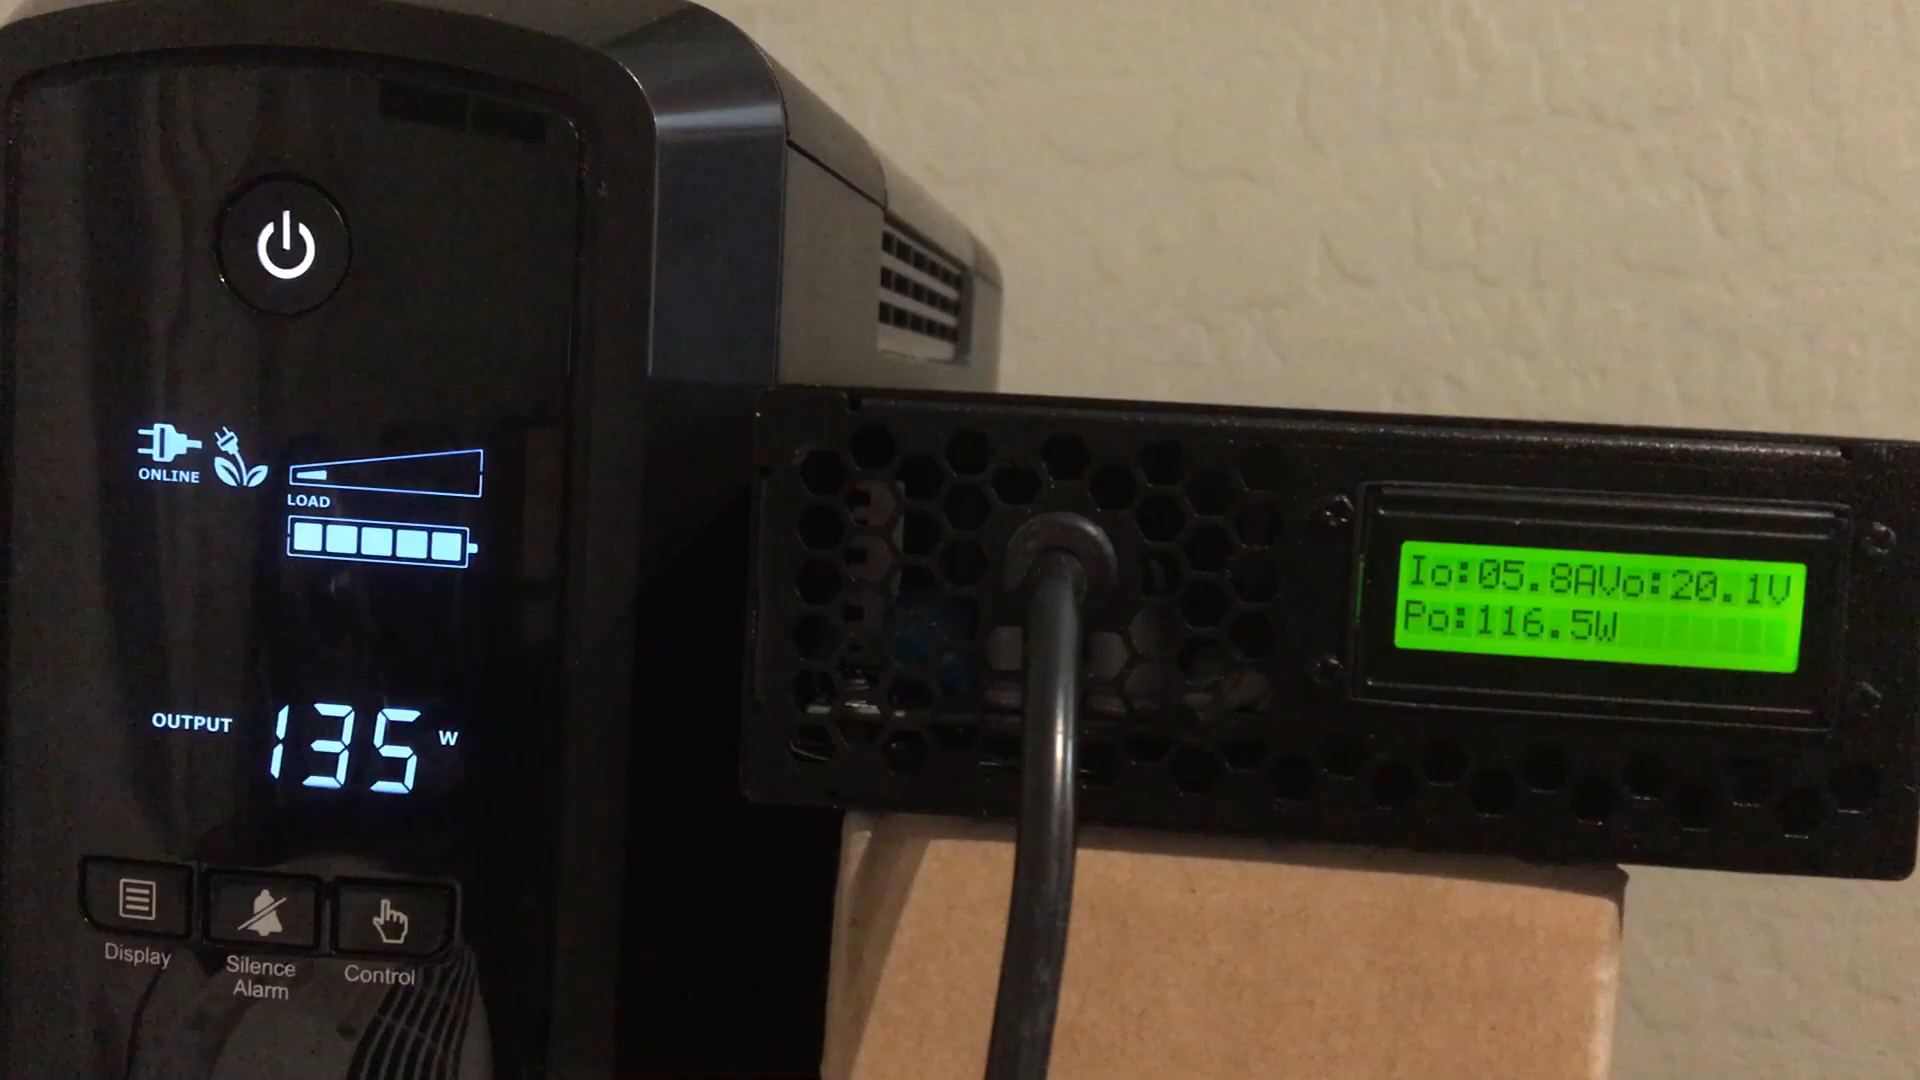 ONLINE
LOAD
OUTPUT 135 W
Display
Silence
Alarm
Control
Io:05.8AVo:20.1V
Po:116.5W